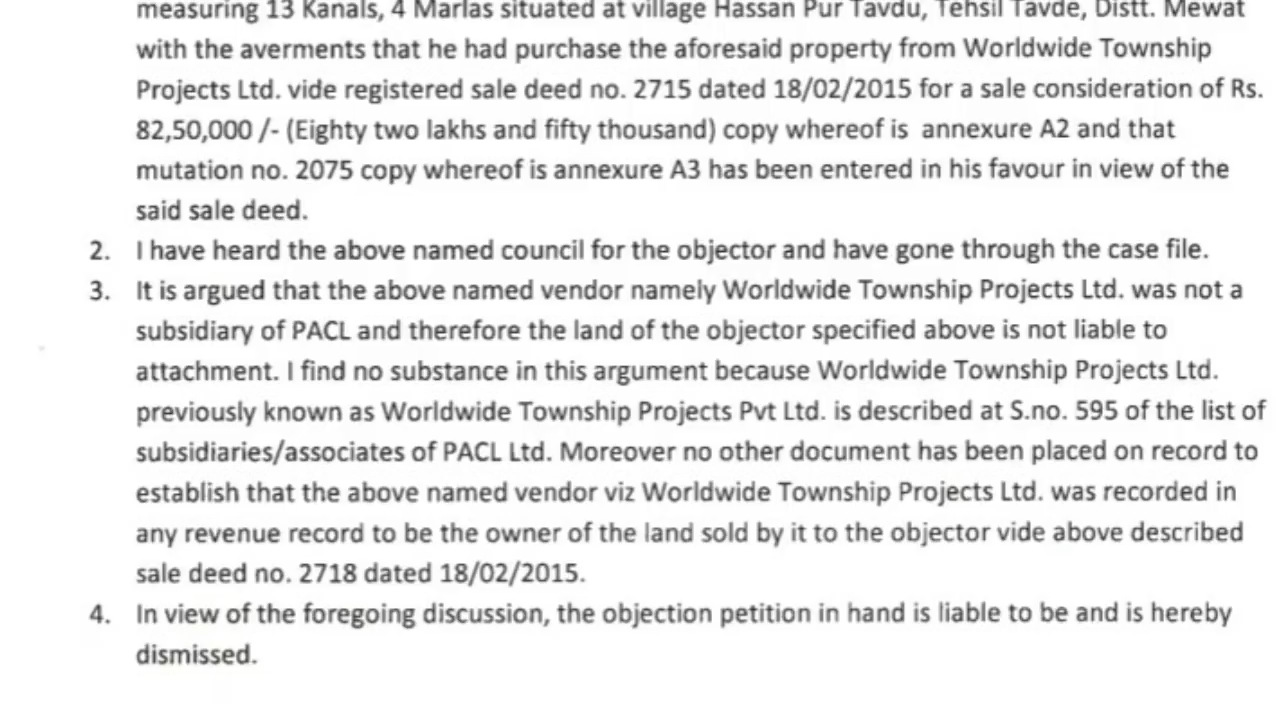 measuring 13 Kanals, 4 Marlas situated at village Hassan Pur Tavdu, Tehsil Tavde, Distt. Mewat
with the averments that he had purchase the aforesaid property from Worldwide Township
Projects Ltd. vide registered sale deed no. 2715 dated 18/02/2015 for a sale consideration of Rs.
82,50,000 /- (Eighty two lakhs and fifty thousand) copy whereof is annexure A2 and that
mutation no. 2075 copy whereof is annexure A3 has been entered in his favour in view of the
said sale deed.
2. I have heard the above named council for the objector and have gone through the case file.
3. It is argued that the above named vendor namely Worldwide Township Projects Ltd. was not a
subsidiary of PACL and therefore the land of the objector specified above is not liable to
attachment. I find no substance in this argument because Worldwide Township Projects Ltd.
previously known as Worldwide Township Projects Pvt Ltd. is described at S.no. 595 of the list of
subsidiaries/associates of PACL Ltd. Moreover no other document has been placed on record to
establish that the above named vendor viz Worldwide Township Projects Ltd. was recorded in
any revenue record to be the owner of the land sold by it to the objector vide above described
sale deed no. 2718 dated 18/02/2015.
4. In view of the foregoing discussion, the objection petition in hand is liable to be and is hereby
dismissed.